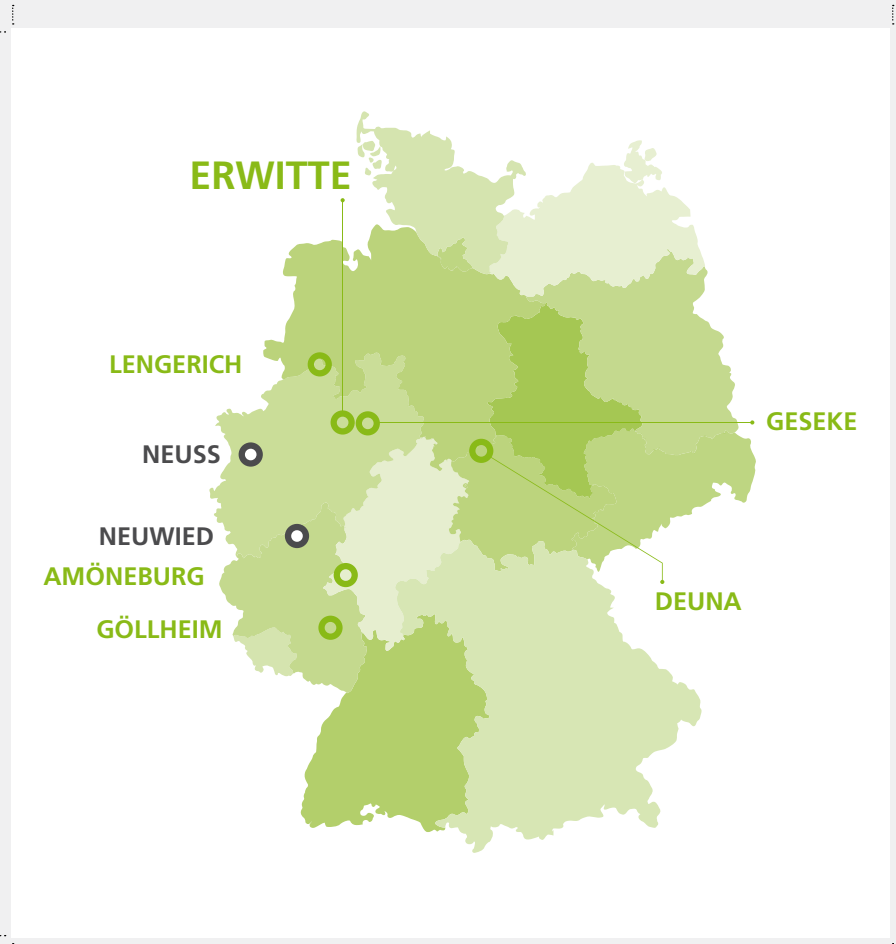 ERWITTE
LENGERICH
GESEKE
NEUSS
NEUWIED
AMÖNEBURG
DEUNA
GÖLLHEIM